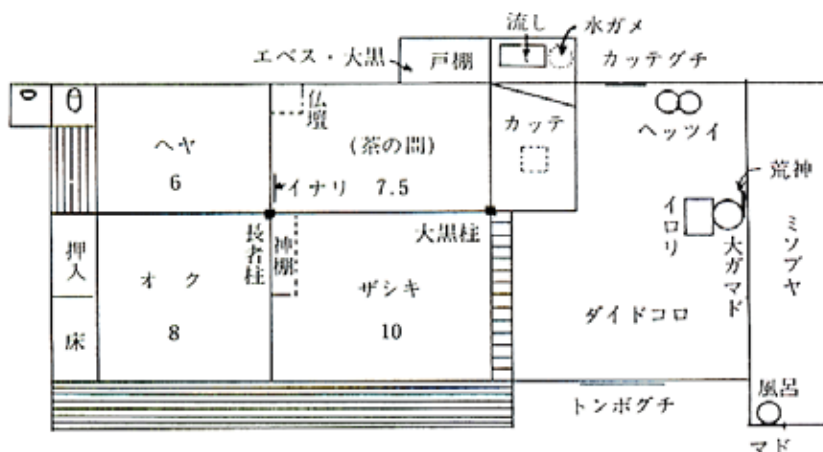 流し
水ガメ
エベス・大黒
戸棚
カッテグチ
仏壇
ヘヤ
6
(茶の間)
7.5
イナリ
カッテ
ヘッツイ
荒神
イロリ
大ガマド
ミソブヤ
押入
床
オク
8
長者柱
神棚
大黒柱
ザシキ
10
ダイドコロ
トンボグチ
風呂
マド